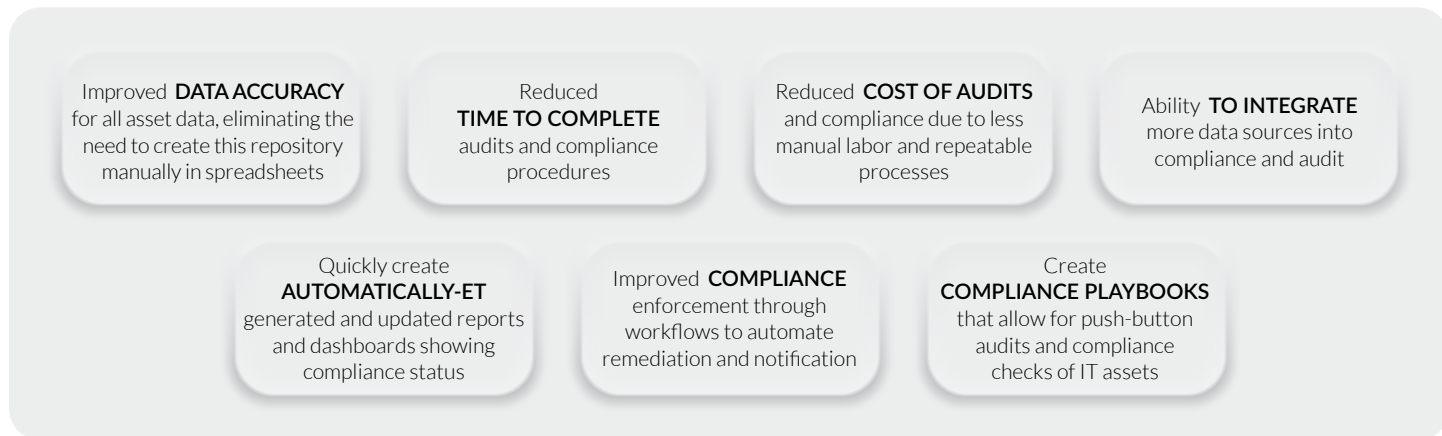 Improved DATA ACCURACY
for all asset data, eliminating the
need to create this repository
manually in spreadsheets
Reduced
TIME TO COMPLETE
audits and compliance
procedures
Reduced COST OF AUDITS
and compliance due to less
manual labor and repeatable
processes
Ability TO INTEGRATE
more data sources into
compliance and audit
Quickly create
AUTOMATICALLY-ET
generated and updated reports
and dashboards showing
compliance status
Improved COMPLIANCE
enforcement through
workflows to automate
remediation and notification
Create
COMPLIANCE PLAYBOOKS
that allow for push-button
audits and compliance
checks of IT assets